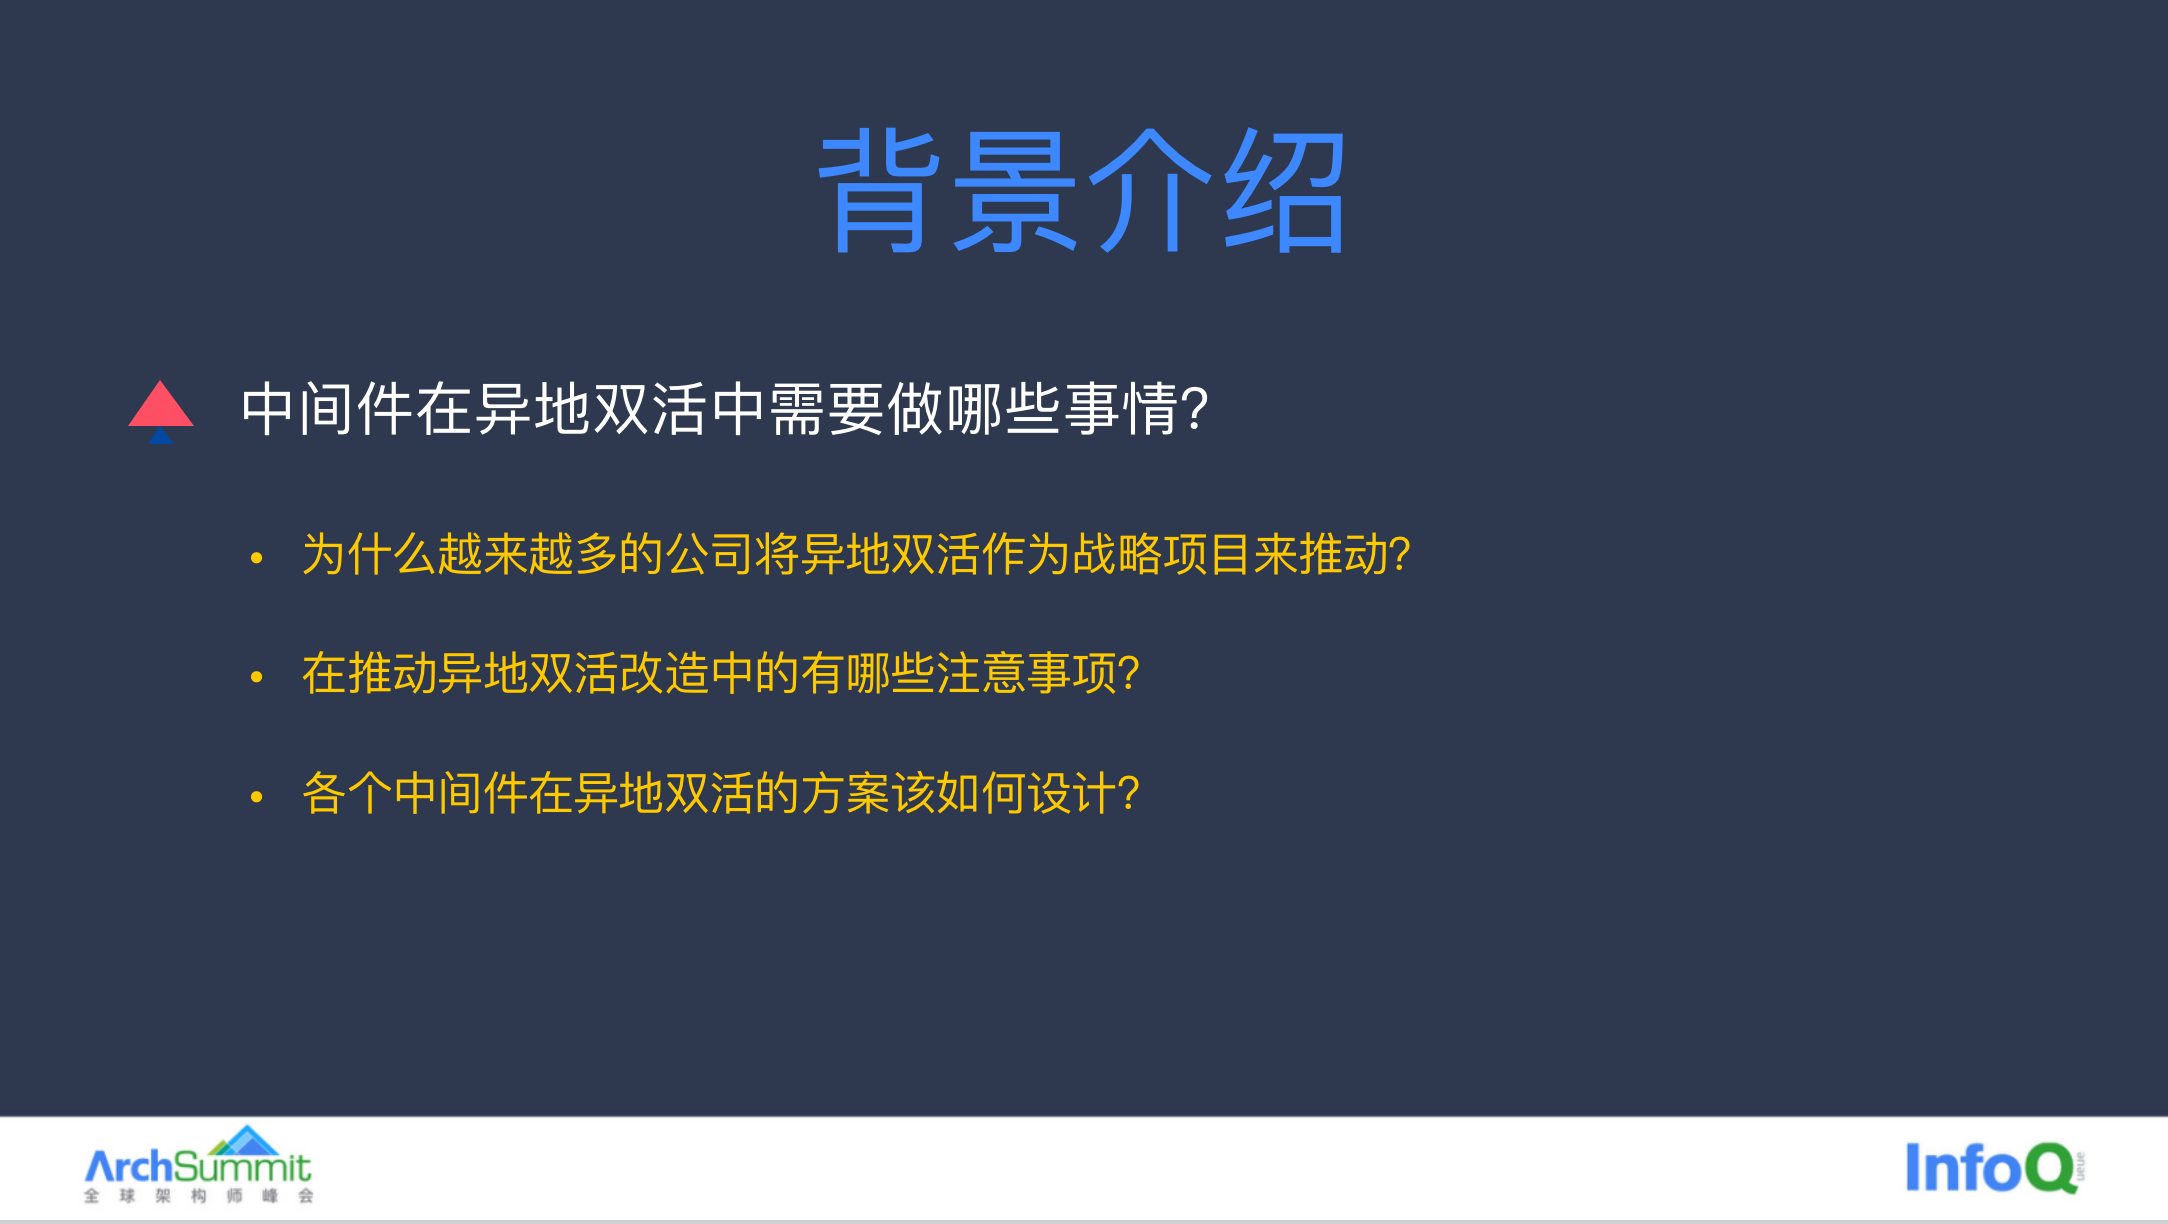 背景介绍
中间件在异地双活中需要做哪些事情?
• 为什么越来越多的公司将异地双活作为战略项目来推动?
• 在推动异地双活改造中的有哪些注意事项?
• 各个中间件在异地双活的方案该如何设计?
ArchSummit
全球架构师峰会
InfoQ
ueue